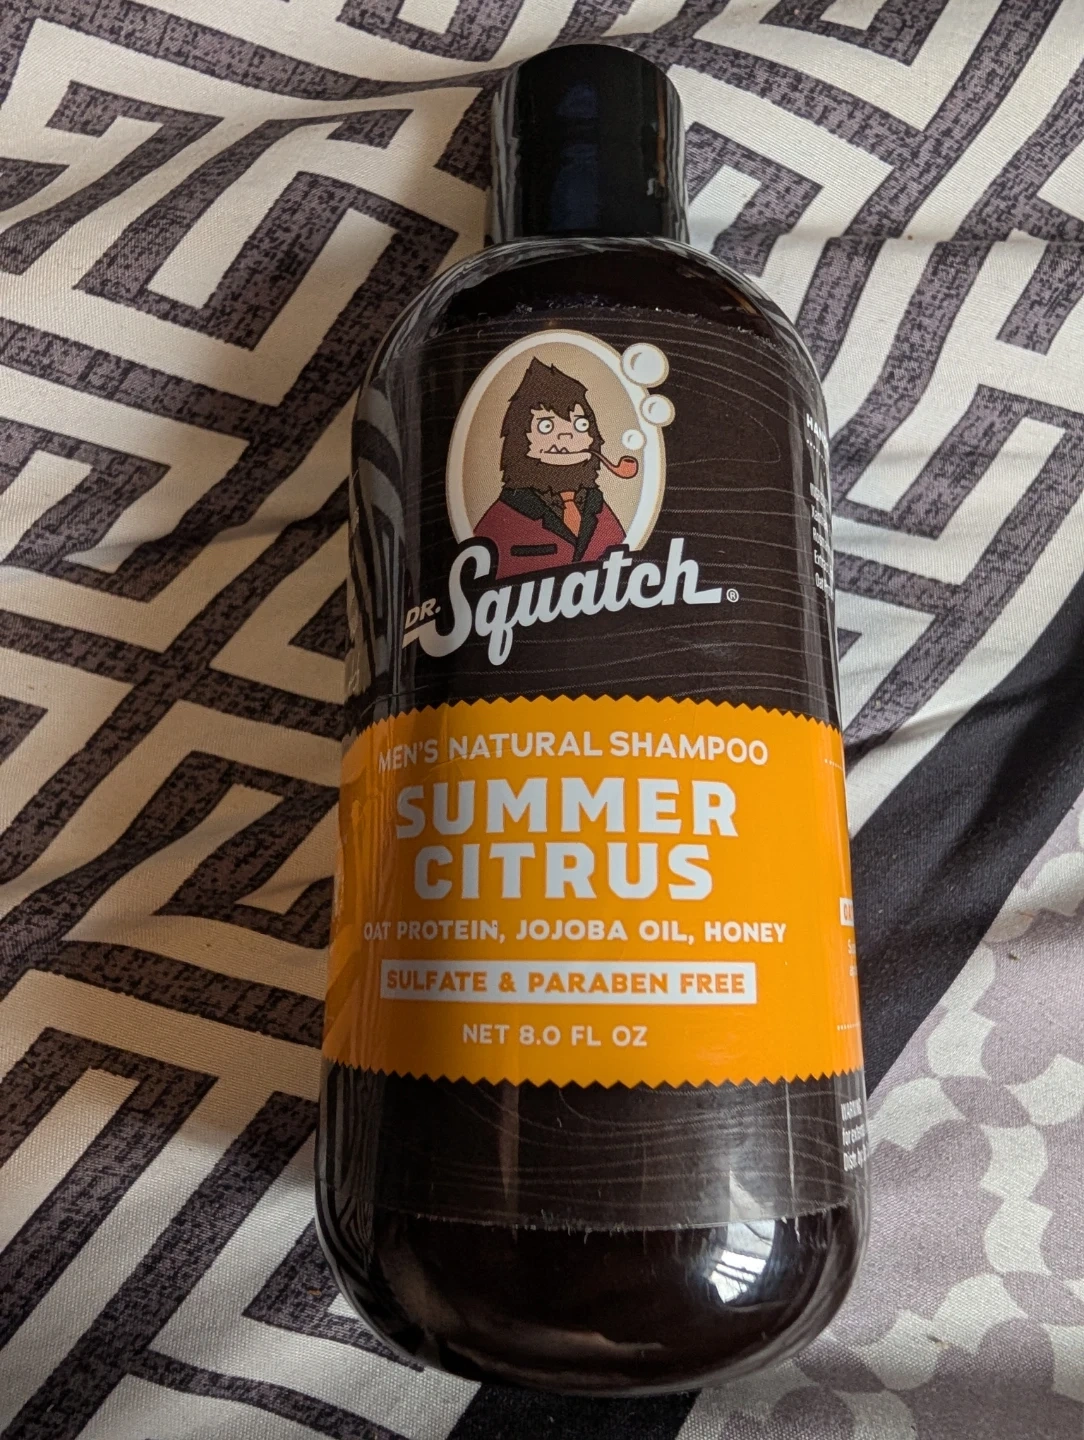 DR. Squatch®
MEN'S NATURAL SHAMPOO
SUMMER
CITRUS
OAT PROTEIN, JOJOBA OIL, HONEY
SULFATE & PARABEN FREE
NET 8.0 FL OZ